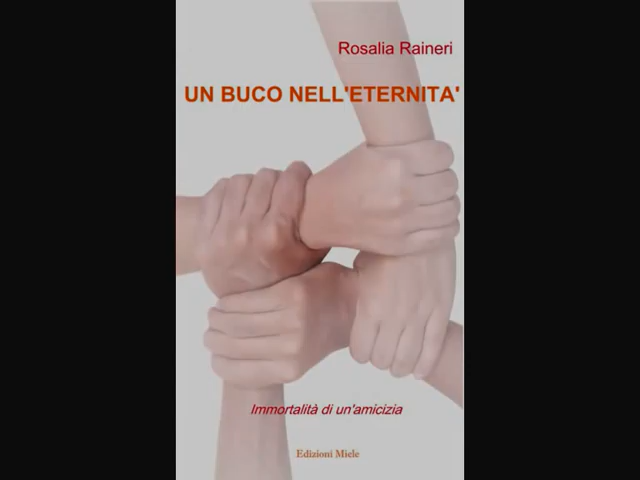 Rosalia Raineri
UN BUCO NELL'ETERNITA'
Immortalità di un'amicizia
Edizioni Miele